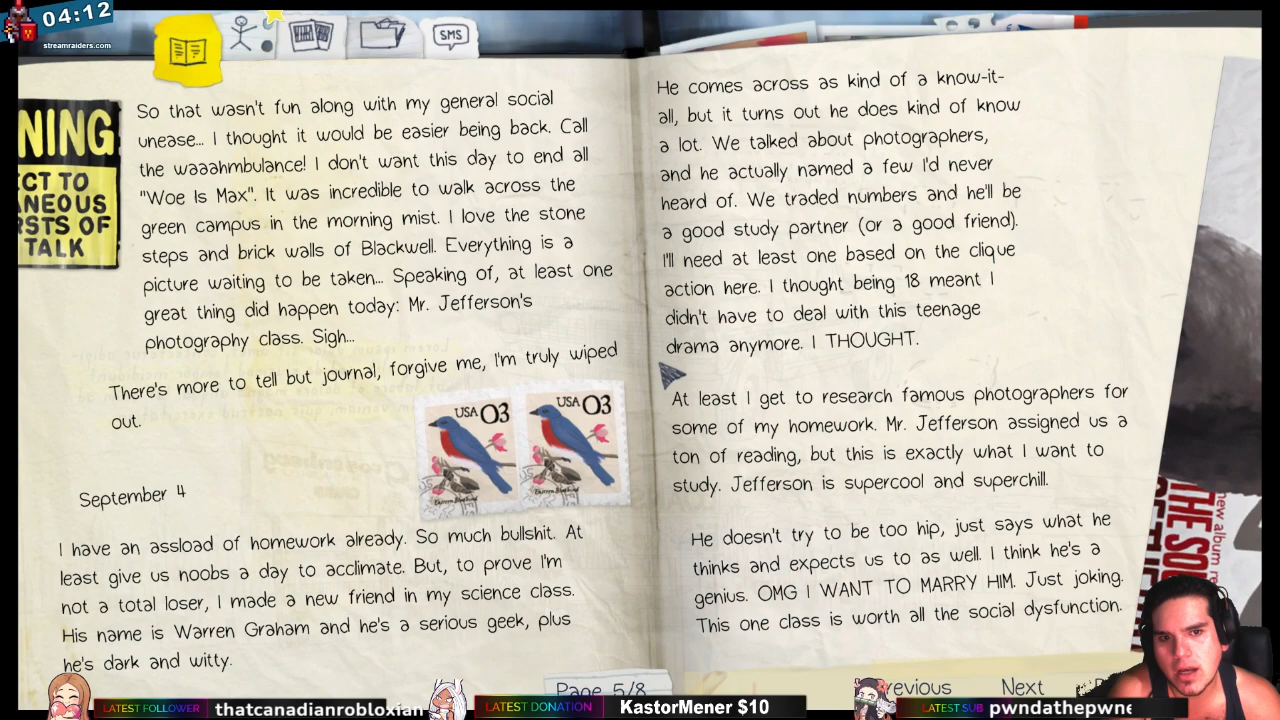 04:12
streamraiders.com
SMS
NING
CT TO
NEOUS
STS OF
TALK
So that wasn't fun along with my general social
unease... I thought it would be easier being back. Call
the waaahmbulance! I don't want this day to end all
"Woe Is Max". It was incredible to walk across the
green campus in the morning mist. I love the stone
steps and brick walls of Blackwell. Everything is a
picture waiting to be taken... Speaking of, at least one
great thing did happen today: Mr. Jefferson's
photography class. Sigh...
There's more to tell but journal, forgive me, I'm truly wiped
out.
USA 03
USA 03
September 4
I have an assload of homework already. So much bullshit. At
least give us noobs a day to acclimate. But, to prove I'm
not a total loser, I made a new friend in my science class.
His name is Warren Graham and he's a serious geek, plus
he's dark and witty.
He comes across as kind of a know-it-
all, but it turns out he does kind of know
a lot. We talked about photographers,
and he actually named a few I'd never
heard of. We traded numbers and he'll be
a good study partner (or a good friend).
I'll need at least one based on the clique
action here. I thought being 18 meant I
didn't have to deal with this teenage
drama anymore. I THOUGHT.
At least I get to research famous photographers for
some of my homework. Mr. Jefferson assigned us a
ton of reading, but this is exactly what I want to
study. Jefferson is supercool and superchill.
He doesn't try to be too hip, just says what he
thinks and expects us to as well. I think he's a
genius. OMG I WANT TO MARRY HIM. Just joking.
This one class is worth all the social dysfunction.
new album
THE SO
Page 5/8
evious
Next
LATEST FOLLOWER thatcanadianrobloxian
LATEST DONATION KastorMener $10
LATEST SUB pwndathepwne